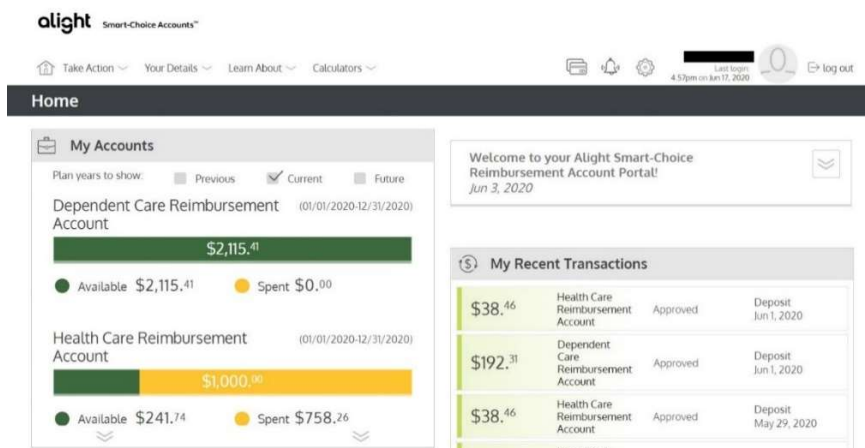 alight Smart-Choice Accounts™
Take Action Your Details Learn About Calculators
Last login:
4:57pm on Jun 17, 2020
log out
Home
My Accounts
Plan years to show: Previous Current Future
Dependent Care Reimbursement Account (01/01/2020-12/31/2020)
$2,115.41
Available $2,115.41 Spent $0.00
Health Care Reimbursement Account (01/01/2020-12/31/2020)
$1,000.00
Available $241.74 Spent $758.26
Welcome to your Alight Smart-Choice
Reimbursement Account Portal!
Jun 3, 2020
My Recent Transactions
$38.46 Health Care Reimbursement Account Approved Deposit Jun 1, 2020
$192.31 Dependent Care Reimbursement Account Approved Deposit Jun 1, 2020
$38.46 Health Care Reimbursement Account Approved Deposit May 29, 2020